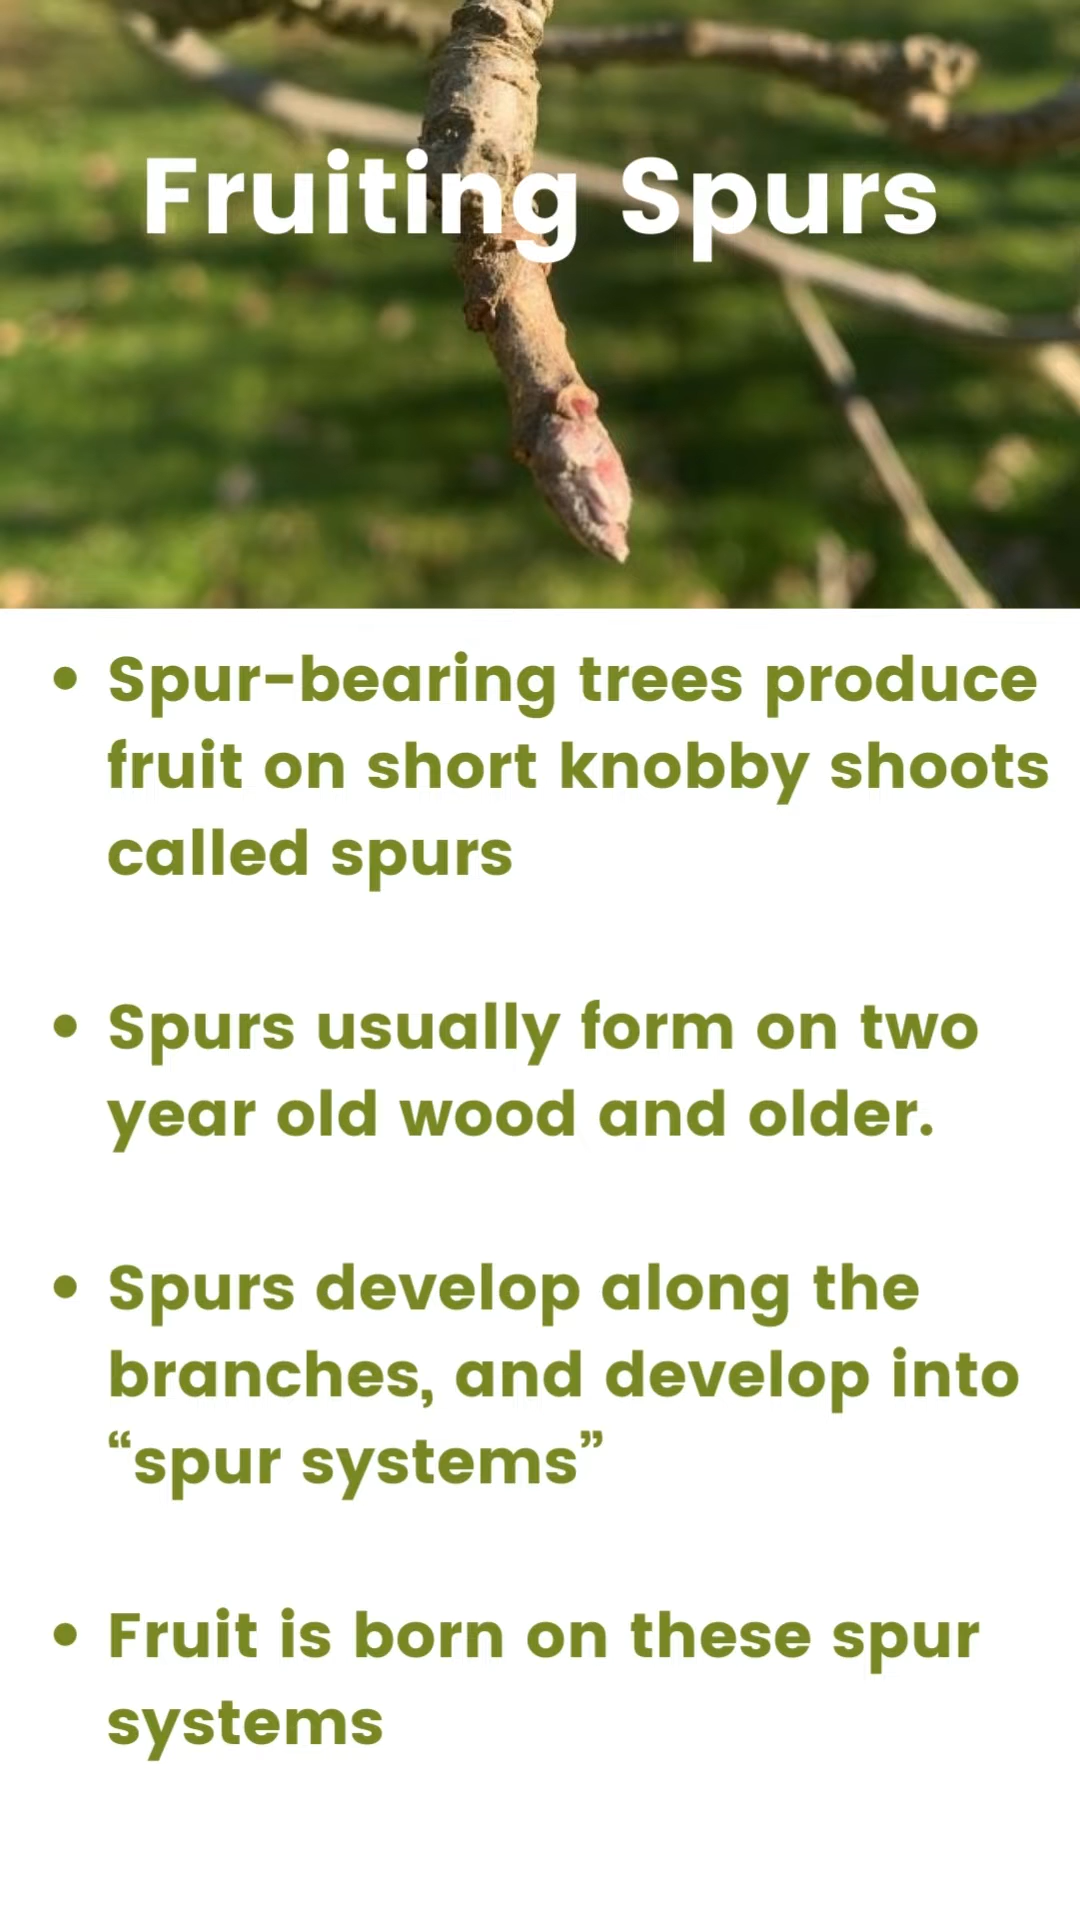 Fruiting Spurs
• Spur-bearing trees produce
fruit on short knobby shoots
called spurs
• Spurs usually form on two
year old wood and older.
• Spurs develop along the
branches, and develop into
“spur systems”
• Fruit is born on these spur
systems